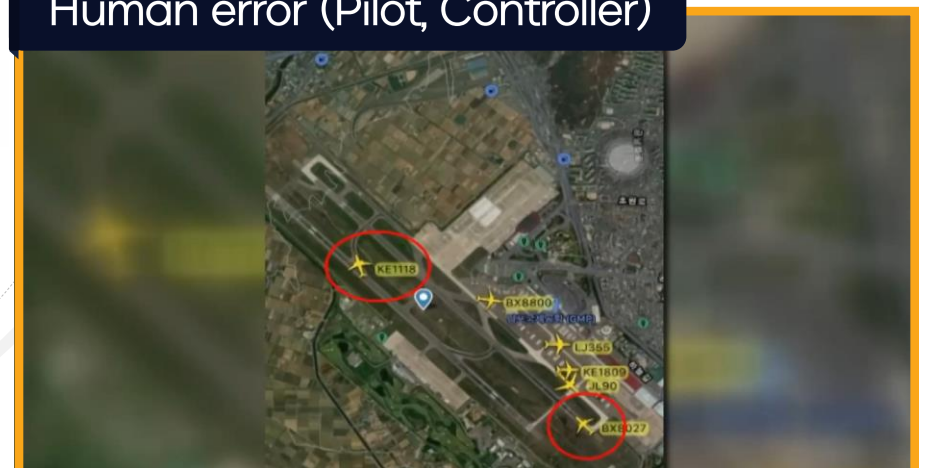 Human error (Pilot, Controller)
KE1118
BX8800
LJ355
KE1809
JL90
BX8027